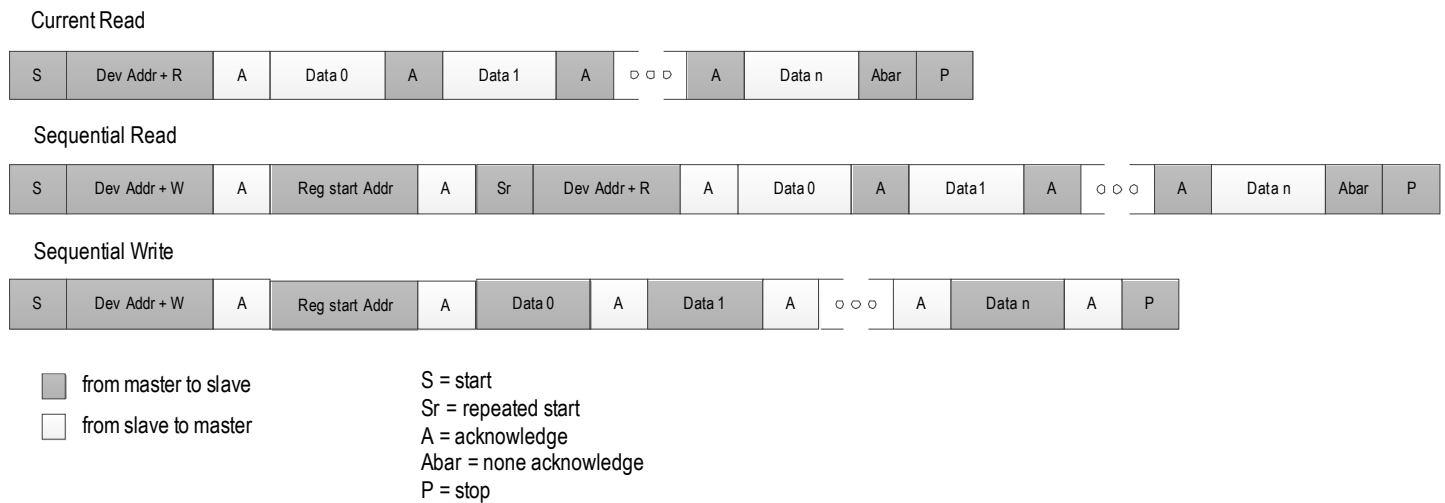 Current Read
S Dev Addr + R A Data 0 A Data 1 A A Data n Abar P
Sequential Read
S Dev Addr + W A Reg start Addr A Sr Dev Addr + R A Data 0 A Data1 A A Data n Abar P
Sequential Write
S Dev Addr + W A Reg start Addr A Data 0 A Data 1 A A Data n A P
from master to slave
from slave to master
S = start
Sr = repeated start
A = acknowledge
Abar = none acknowledge
P = stop